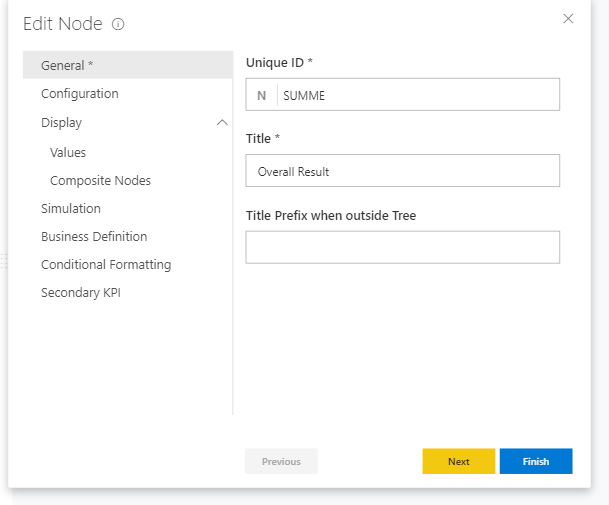 Edit Node
General *
Configuration
Display
Values
Composite Nodes
Simulation
Business Definition
Conditional Formatting
Secondary KPI
Unique ID *
N SUMME
Title *
Overall Result
Title Prefix when outside Tree
Previous
Next
Finish